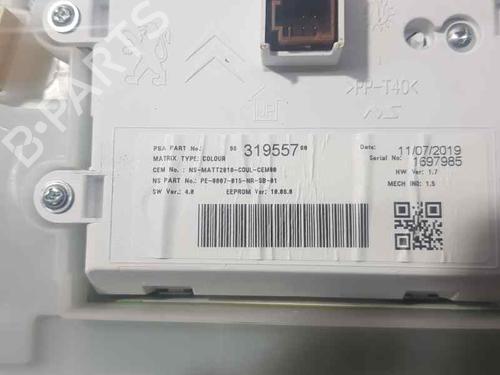 B-PARTS
>PP-T40<
PSA PART No: 98 319557 80
MATRIX TYPE: COLOUR
CEM No : NS-MATT2010-COUL-CEM00
NS PART No: PE-0007-015-NR-SB-01
SW Ver: 4.0 EEPROM Ver: 10.06.0
Date: 11/07/2019
Serial No: 1697985
HW Ver: 1.7
MECH IND: 1.5